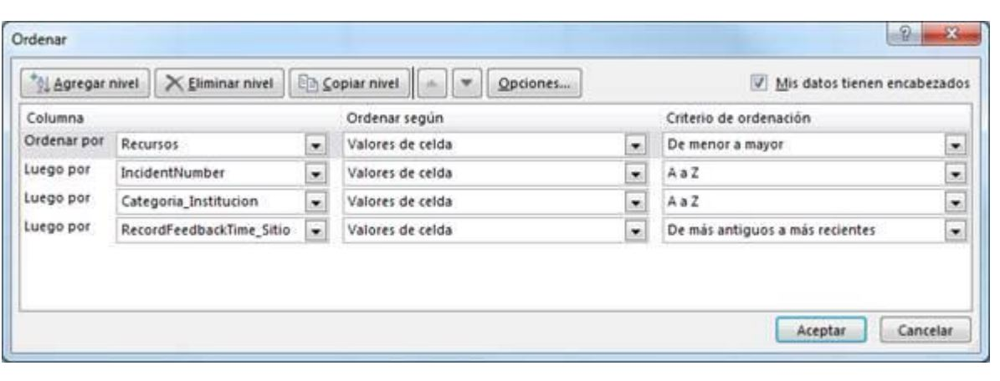 Ordenar
Agregar nivel Eliminar nivel Copiar nivel Opciones... Mis datos tienen encabezados
Columna Ordenar según Criterio de ordenación
Ordenar por Recursos Valores de celda De menor a mayor
Luego por IncidentNumber Valores de celda A a Z
Luego por Categoria_Institucion Valores de celda A a Z
Luego por RecordFeedbackTime_Sitio Valores de celda De más antiguos a más recientes
Aceptar Cancelar